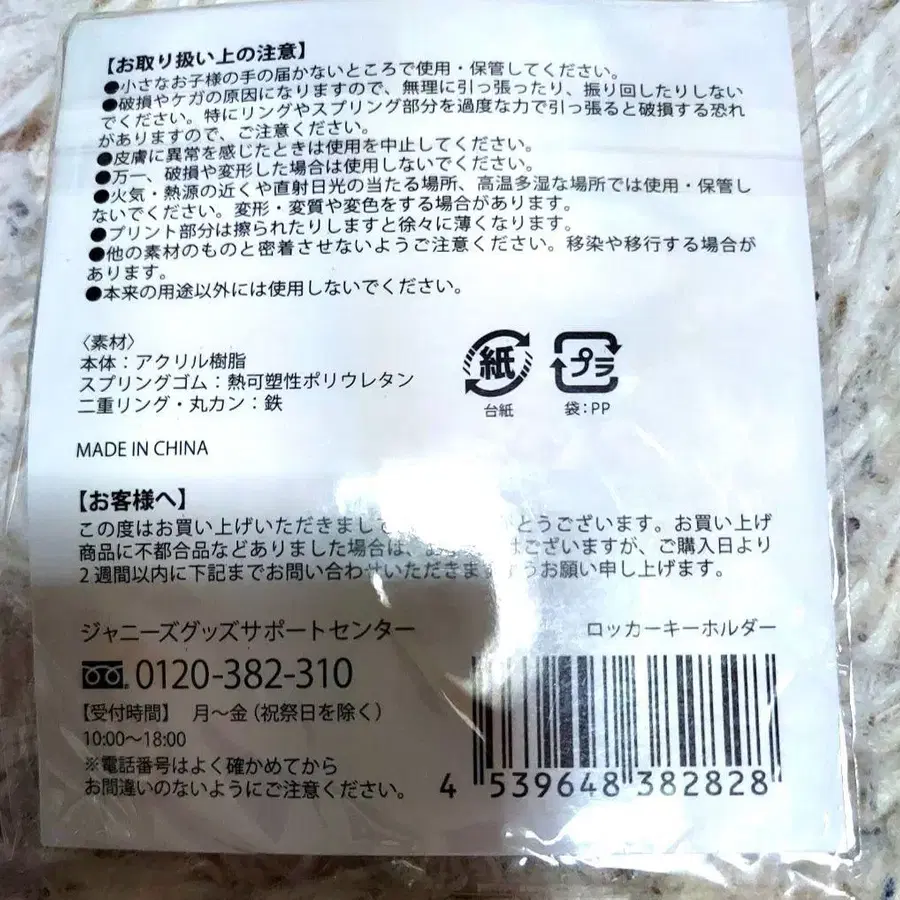 【お取り扱い上の注意】
●小さなお子様の手の届かないところで使用・保管してください。
●破損やケガの原因になりますので、無理に引っ張ったり、振り回したりしない
でください。特にリングやスプリング部分を過度な力で引っ張ると破損する恐れ
がありますので、ご注意ください。
●皮膚に異常を感じたときは使用を中止してください。
●万一、破損や変形した場合は使用しないでください。
●火気・熱源の近くや直射日光の当たる場所、高温多湿な場所では使用・保管し
ないでください。変形・変質や変色をする場合があります。
●プリント部分は擦られたりしますと徐々に薄くなります。
●他の素材のものと密着させないようご注意ください。移染や移行する場合が
あります。
●本来の用途以外には使用しないでください。
〈素材〉
本体：アクリル樹脂
スプリングゴム：熱可塑性ポリウレタン
二重リング・丸カン：鉄
紙
台紙
プラ
袋：PP
MADE IN CHINA
【お客様へ】
この度はお買い上げいただきまして とうございます。お買い上げ
商品に不都合品などありました場合は、 はございますが、ご購入日より
2週間以内に下記までお問い合わせいただきま うお願い申し上げます。
ジャニーズグッズサポートセンター
0120-382-310
【受付時間】 月～金（祝祭日を除く）
10:00～18:00
※電話番号はよく確かめてから
お間違いのないようにご注意ください。
ロッカーキーホルダー
4 539648 382828